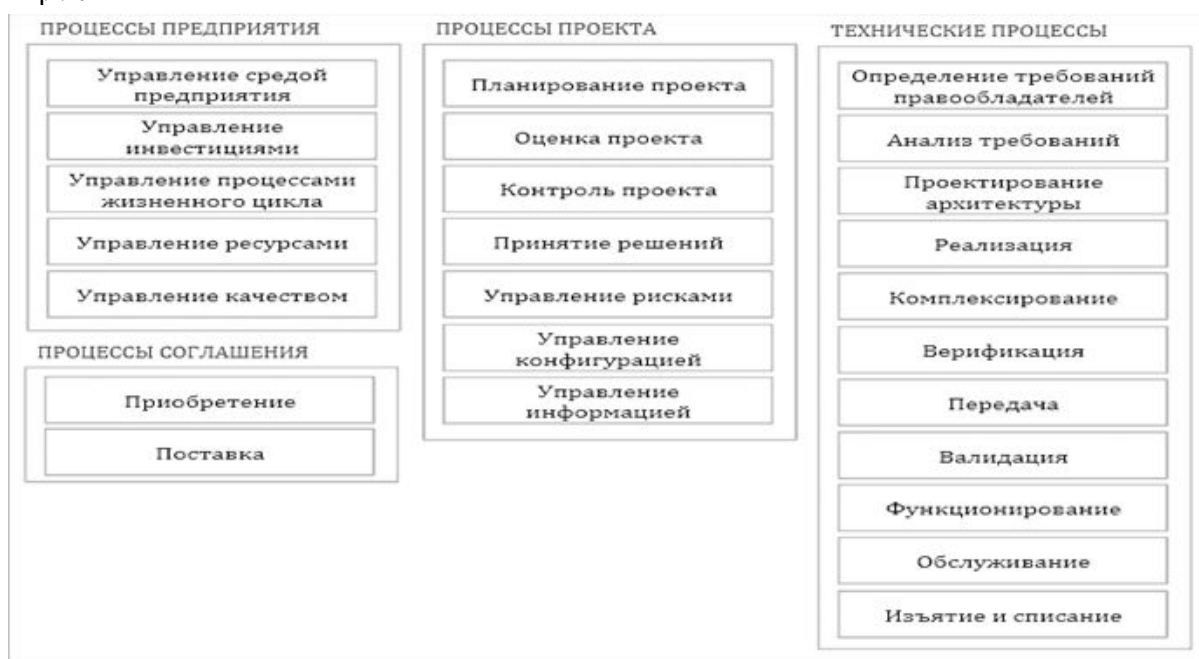 ПРОЦЕССЫ ПРЕДПРИЯТИЯ
Управление средой
предприятия
Управление
инвестициями
Управление процессами
жизненного цикла
Управление ресурсами
Управление качеством
ПРОЦЕССЫ СОГЛАШЕНИЯ
Приобретение
Поставка
ПРОЦЕССЫ ПРОЕКТА
Планирование проекта
Оценка проекта
Контроль проекта
Принятие решений
Управление рисками
Управление
конфигурацией
Управление
информацией
ТЕХНИЧЕСКИЕ ПРОЦЕССЫ
Определение требований
правообладателей
Анализ требований
Проектирование
архитектуры
Реализация
Комплексирование
Верификация
Передача
Валидация
Функционирование
Обслуживание
Изъятие и списание